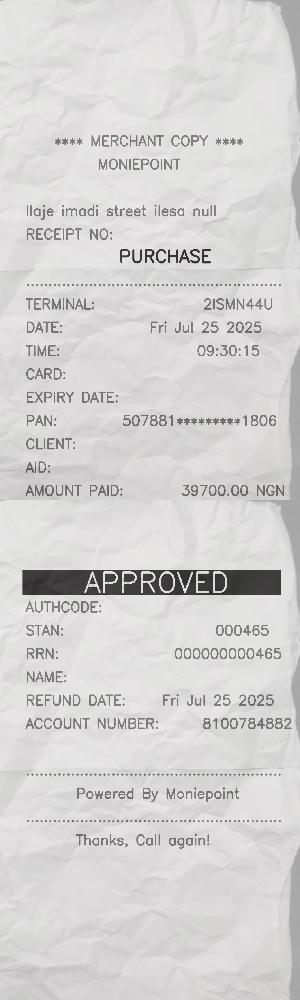 **** MERCHANT COPY ****
MONIEPOINT
Ilaje imadi street ilesa null
RECEIPT NO:
PURCHASE
TERMINAL: 2ISMN44U
DATE: Fri Jul 25 2025
TIME: 09:30:15
CARD:
EXPIRY DATE:
PAN: 507881*********1806
CLIENT:
AID:
AMOUNT PAID: 39700.00 NGN
APPROVED
AUTHCODE:
STAN: 000465
RRN: 000000000465
NAME:
REFUND DATE: Fri Jul 25 2025
ACCOUNT NUMBER: 8100784882
Powered By Moniepoint
Thanks, Call again!